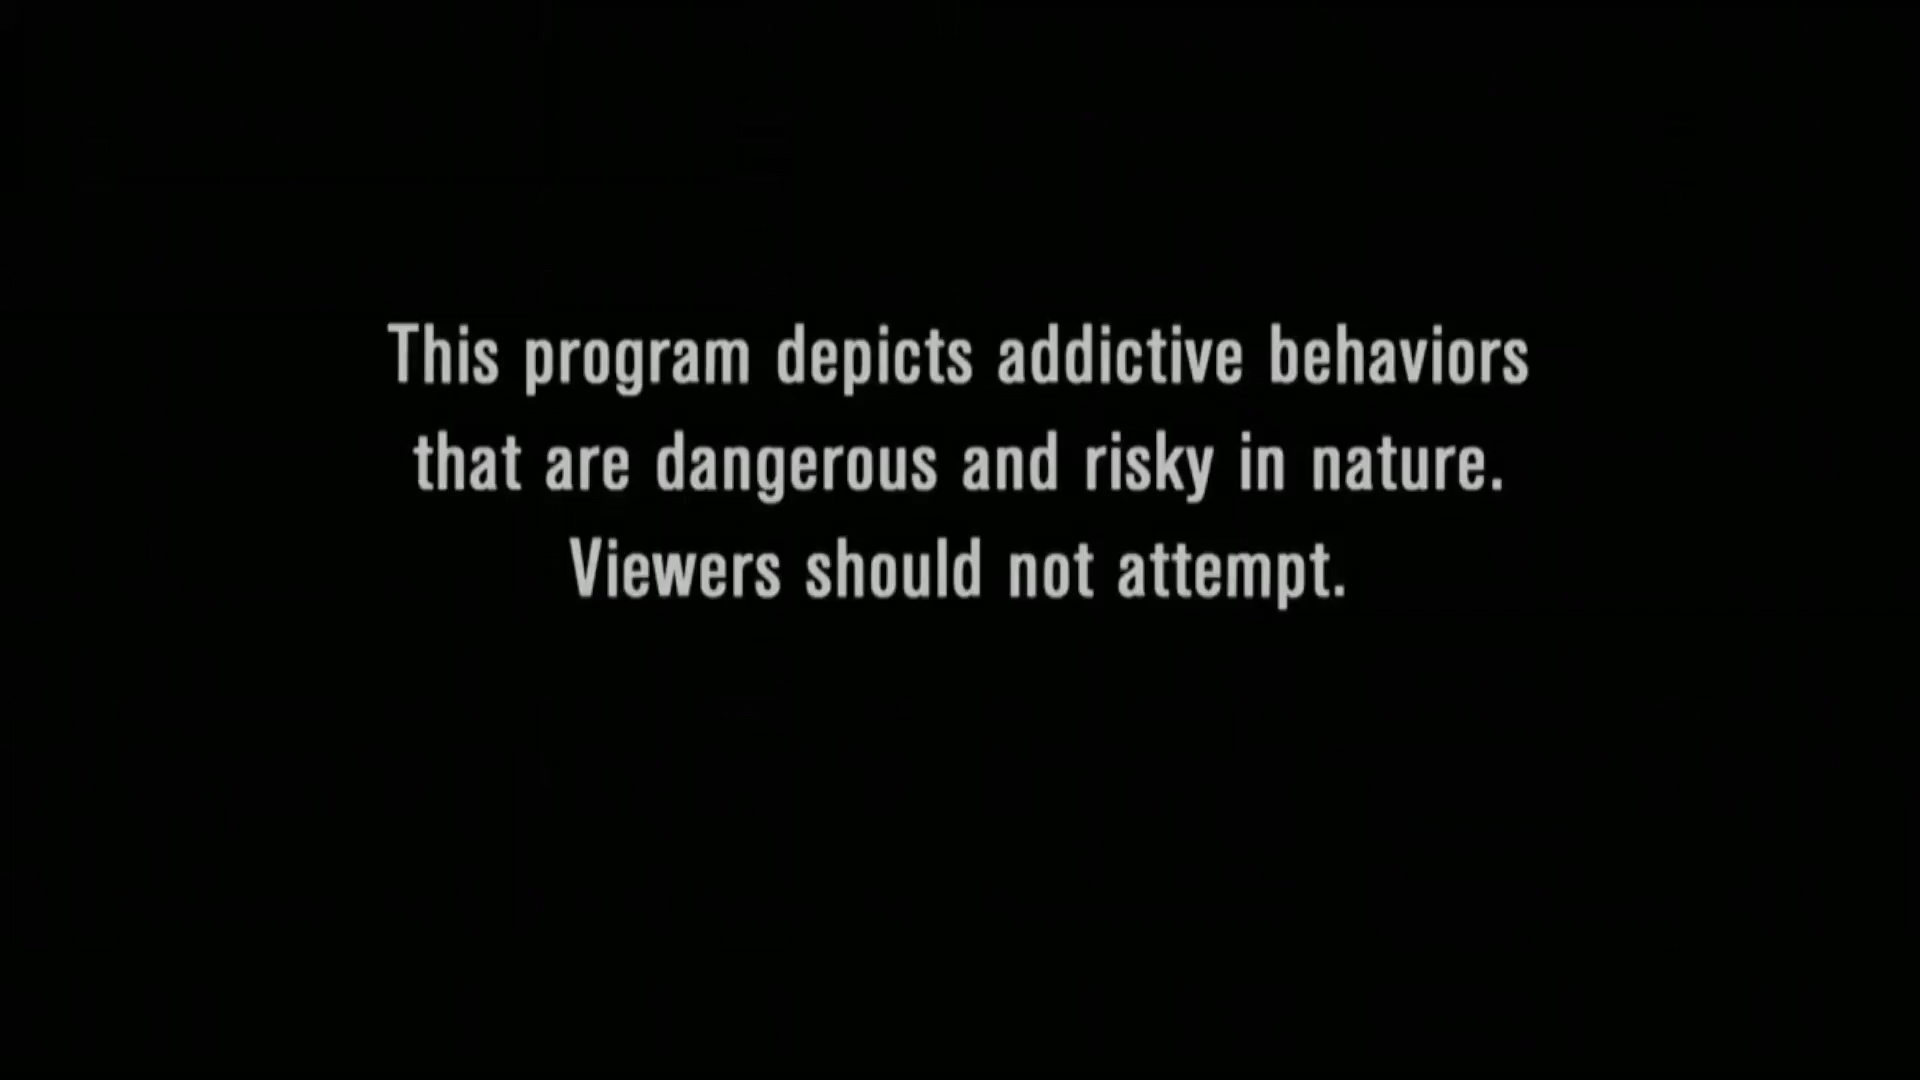 This program depicts addictive behaviors
that are dangerous and risky in nature.
Viewers should not attempt.